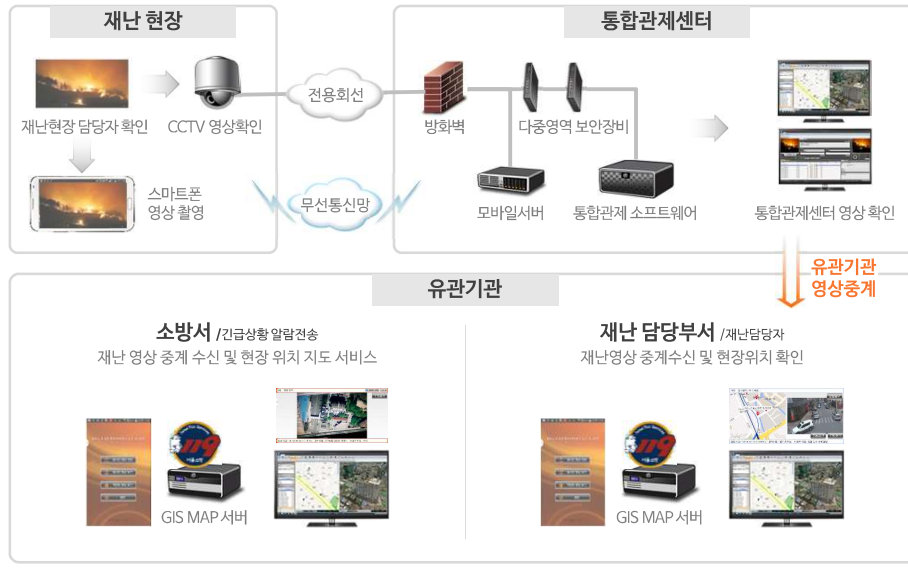 재난 현장
통합관제센터
재난현장 담당자 확인
CCTV 영상확인
전용회선
방화벽
다중영역 보안장비
스마트폰
영상 촬영
무선통신망
모바일서버
통합관제 소프트웨어
통합관제센터 영상 확인
유관기관
영상중계
유관기관
소방서 /긴급상황 알람전송
재난 영상 중계 수신 및 현장 위치 지도 서비스
119
GIS MAP 서버
재난 담당부서 /재난담당자
재난영상 중계수신 및 현장위치 확인
119
GIS MAP 서버